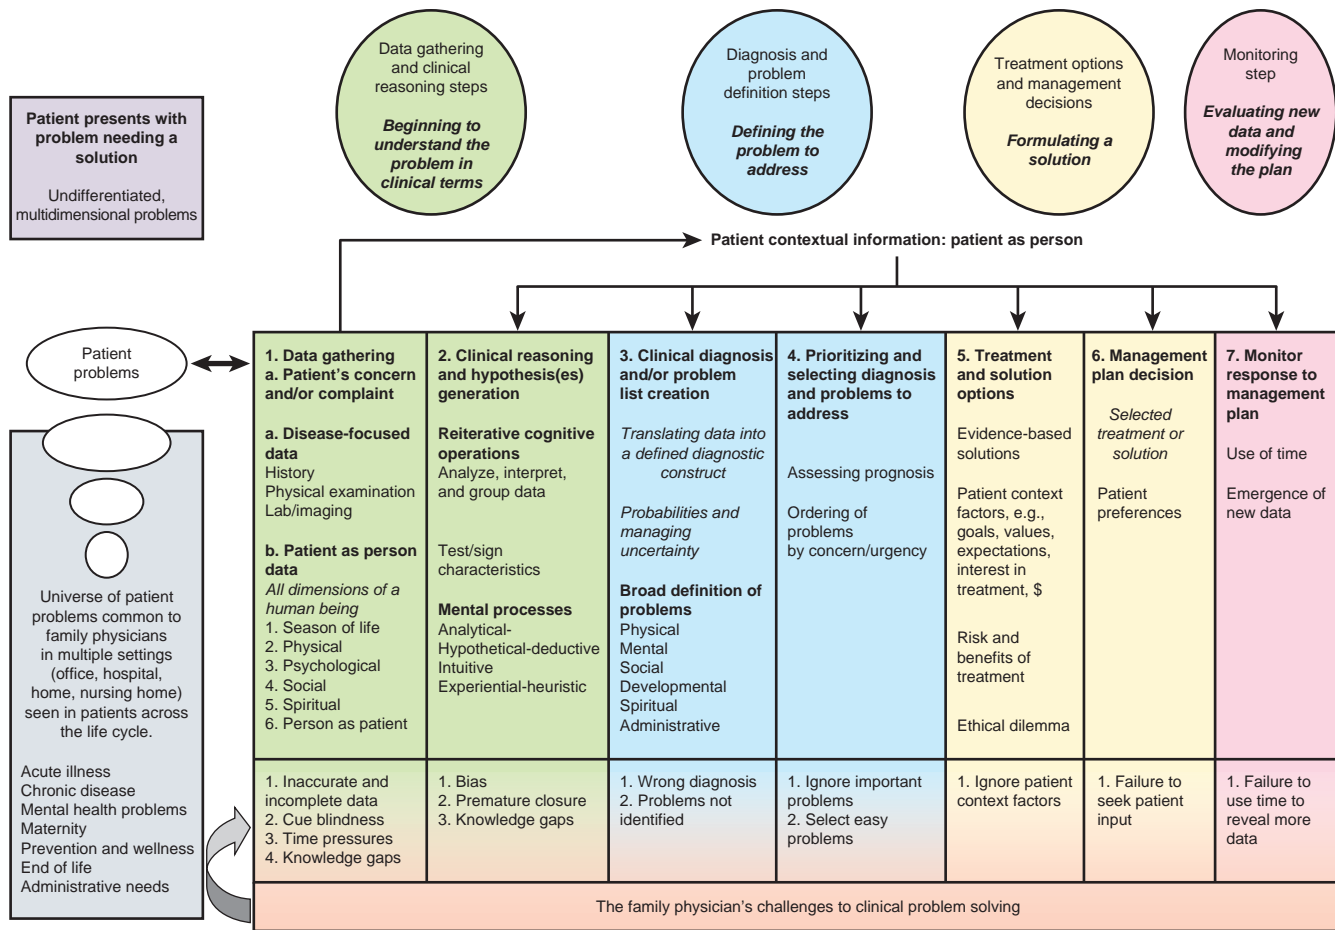 Patient presents with
problem needing a
solution
Undifferentiated,
multidimensional problems
Data gathering
and clinical
reasoning steps
Beginning to
understand the
problem in
clinical terms
Diagnosis and
problem
definition steps
Defining the
problem to
address
Treatment options
and management
decisions
Formulating a
solution
Monitoring
step
Evaluating new
data and
modifying
the plan
Patient contextual information: patient as person
Patient
problems
Universe of patient
problems common to
family physicians
in multiple settings
(office, hospital,
home, nursing home)
seen in patients across
the life cycle.
Acute illness
Chronic disease
Mental health problems
Maternity
Prevention and wellness
End of life
Administrative needs
1. Data gathering
a. Patient's concern
and/or complaint
a. Disease-focused
data
History
Physical examination
Lab/imaging
b. Patient as person
data
All dimensions of a
human being
1. Season of life
2. Physical
3. Psychological
4. Social
5. Spiritual
6. Person as patient
2. Clinical reasoning
and hypothesis(es)
generation
Reiterative cognitive
operations
Analyze, interpret,
and group data
Test/sign
characteristics
Mental processes
Analytical-
Hypothetical-deductive
Intuitive
Experiential-heuristic
3. Clinical diagnosis
and/or problem
list creation
Translating data into
a defined diagnostic
construct
Probabilities and
managing
uncertainty
Broad definition of
problems
Physical
Mental
Social
Developmental
Spiritual
Administrative
4. Prioritizing and
selecting diagnosis
and problems to
address
Assessing prognosis
Ordering of
problems
by concern/urgency
5. Treatment
and solution
options
Evidence-based
solutions
Patient context
factors, e.g.,
goals, values,
expectations,
interest in
treatment, $
Risk and
benefits of
treatment
Ethical dilemma
6. Management
plan decision
Selected
treatment or
solution
Patient
preferences
7. Monitor
response to
management
plan
Use of time
Emergence of
new data
1. Inaccurate and
incomplete data
2. Cue blindness
3. Time pressures
4. Knowledge gaps
1. Bias
2. Premature closure
3. Knowledge gaps
1. Wrong diagnosis
2. Problems not
identified
1. Ignore important
problems
2. Select easy
problems
1. Ignore patient
context factors
1. Failure to
seek patient
input
1. Failure to
use time to
reveal more
data
The family physician's challenges to clinical problem solving